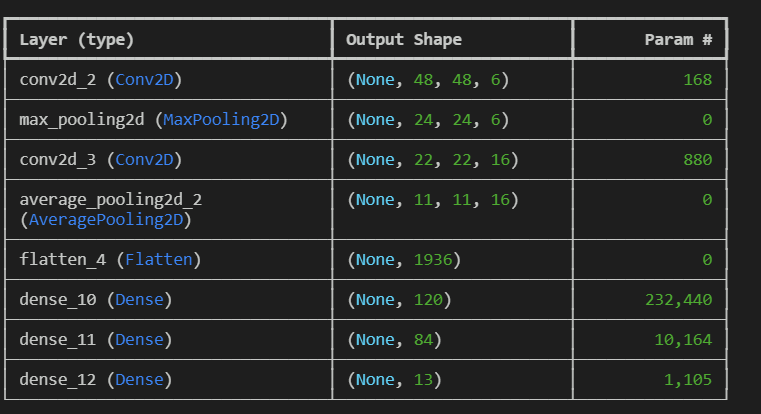 Layer (type) Output Shape Param #
conv2d_2 (Conv2D) (None, 48, 48, 6) 168
max_pooling2d (MaxPooling2D) (None, 24, 24, 6) 0
conv2d_3 (Conv2D) (None, 22, 22, 16) 880
average_pooling2d_2 (None, 11, 11, 16) 0
(AveragePooling2D)
flatten_4 (Flatten) (None, 1936) 0
dense_10 (Dense) (None, 120) 232,440
dense_11 (Dense) (None, 84) 10,164
dense_12 (Dense) (None, 13) 1,105